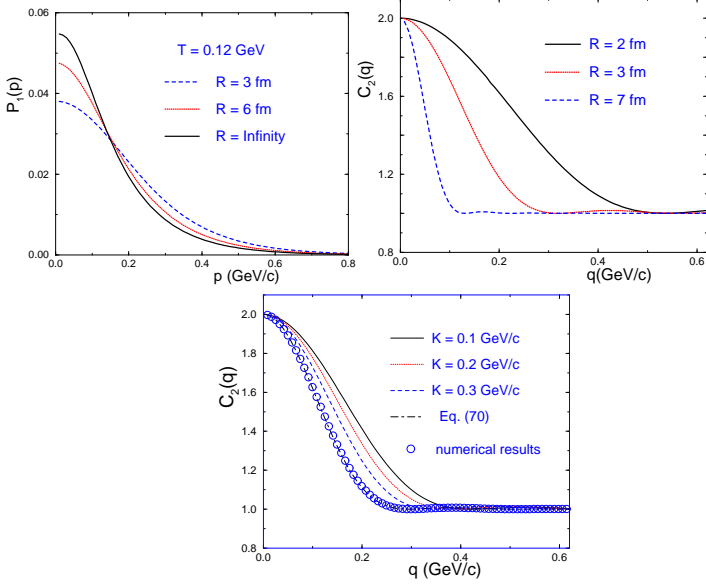 0.06
0.04
0.02
0.00
P1(p)
T = 0.12 GeV
R = 3 fm
R = 6 fm
R = Infinity
0.0 0.2 0.4 0.6 0.8
p (GeV/c)
2.0
1.6
1.2
0.8
C2(q)
R = 2 fm
R = 3 fm
R = 7 fm
0.0 0.2 0.4 0.6
q(GeV/c)
2.0
1.8
1.6
1.4
1.2
1.0
0.8
C2(q)
K = 0.1 GeV/c
K = 0.2 GeV/c
K = 0.3 GeV/c
Eq. (70)
numerical results
0.0 0.2 0.4 0.6
q (GeV/c)